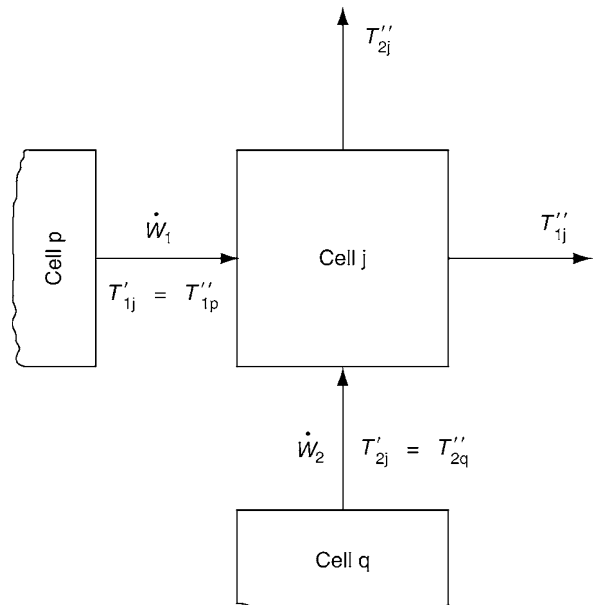 T″₂ⱼ
Ẇ₁
T″₁ⱼ
Cell p
Cell j
T′₁ⱼ = T″₁ₚ
Ẇ₂ T′₂ⱼ = T″₂q
Cell q